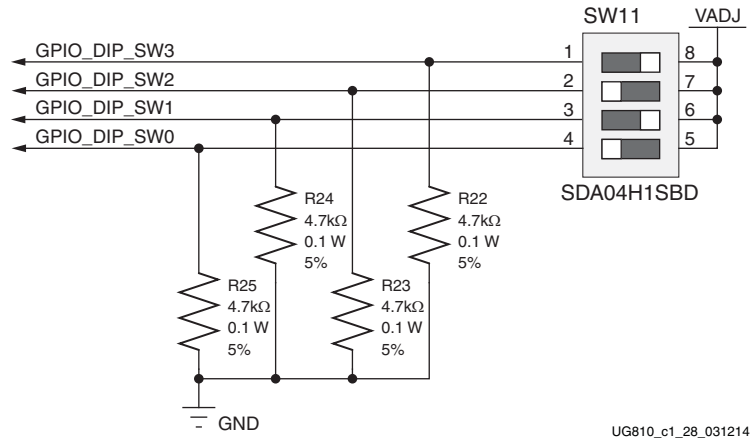 SW11 VADJ
GPIO_DIP_SW3 1 8
GPIO_DIP_SW2 2 7
GPIO_DIP_SW1 3 6
GPIO_DIP_SW0 4 5
SDA04H1SBD
R24
4.7kΩ
0.1 W
5%
R22
4.7kΩ
0.1 W
5%
R25
4.7kΩ
0.1 W
5%
R23
4.7kΩ
0.1 W
5%
GND
UG810_c1_28_031214